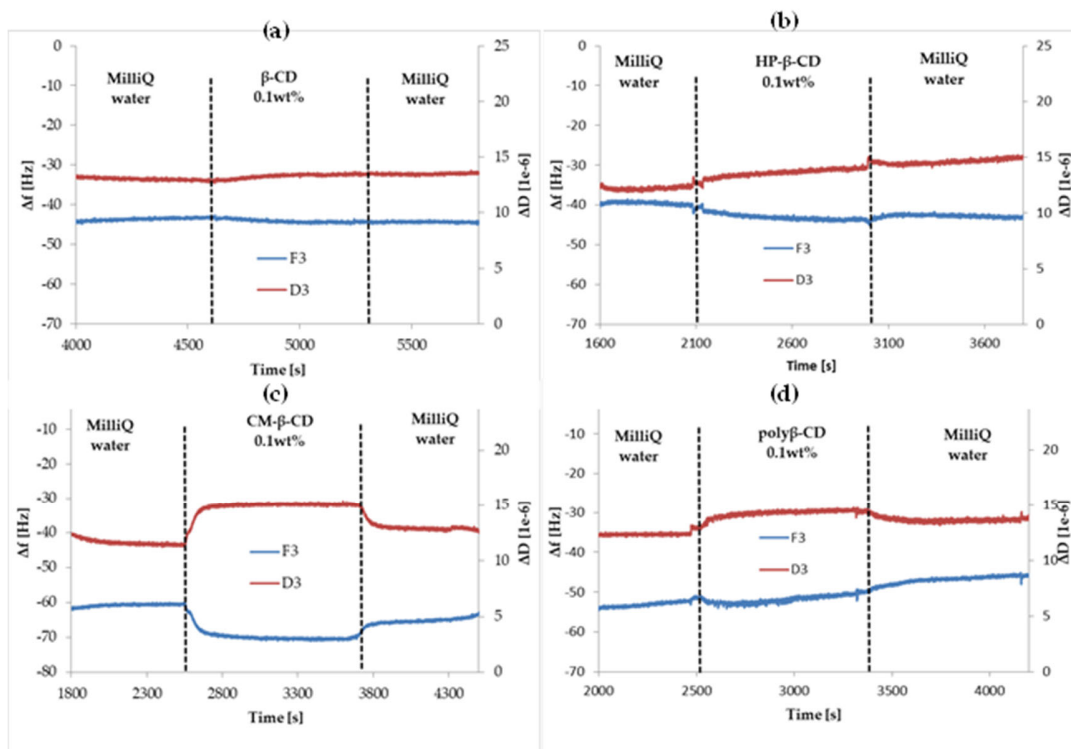 (a)
0
-10
-20
-30
-40
-50
-60
-70
Δf [Hz]
MilliQ
water
β-CD
0.1wt%
MilliQ
water
F3
D3
25
20
15
10
5
0
ΔD [1e-6]
4000
4500
5000
5500
Time [s]
(b)
0
-10
-20
-30
-40
-50
-60
-70
Δf [Hz]
MilliQ
water
HP-β-CD
0.1wt%
MilliQ
water
F3
D3
25
20
15
10
5
0
ΔD [1e-6]
1600
2100
2600
3100
3600
Time [s]
(c)
-10
-20
-30
-40
-50
-60
-70
-80
Δf [Hz]
MilliQ
water
CM-β-CD
0.1wt%
MilliQ
water
F3
D3
20
15
10
5
0
ΔD [1e-6]
1800
2300
2800
3300
3800
4300
Time [s]
(d)
-10
-20
-30
-40
-50
-60
-70
Δf [Hz]
MilliQ
water
polyβ-CD
0.1wt%
MilliQ
water
F3
D3
20
15
10
5
0
ΔD [1e-6]
2000
2500
3000
3500
4000
Time [s]